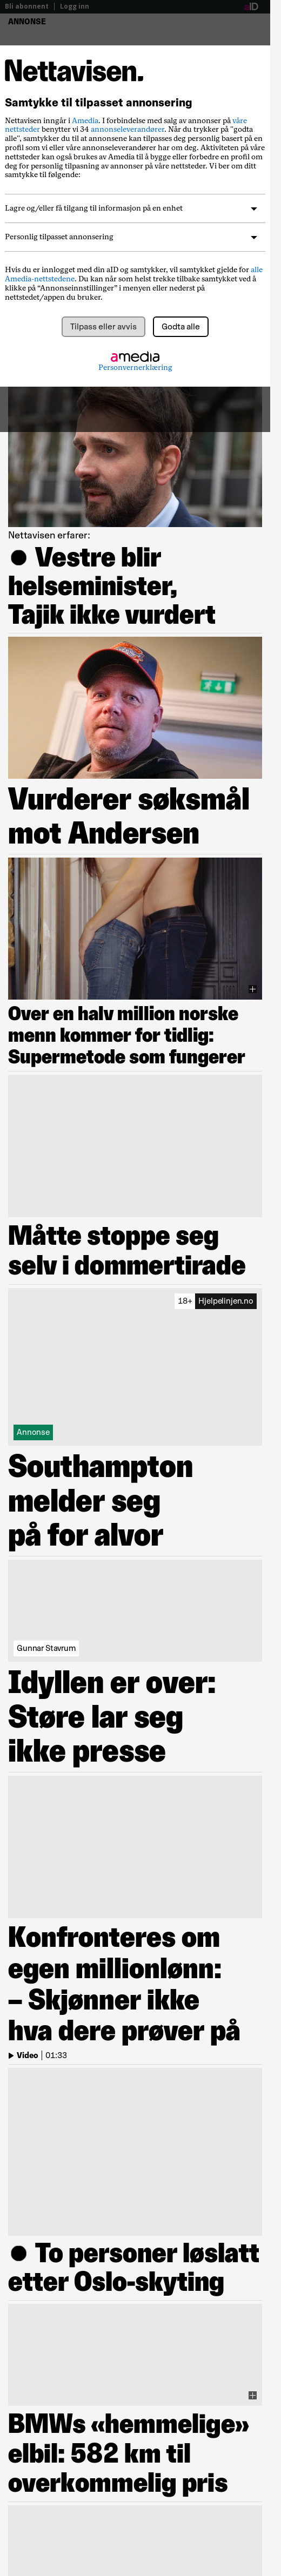 Bli abonnent | Logg inn
aID
ANNONSE
Nettavisen.
Samtykke til tilpasset annonsering
Nettavisen inngår i Amedia. I forbindelse med salg av annonser på våre
nettsteder benytter vi 34 annonseleverandører. Når du trykker på "godta
alle", samtykker du til at annonsene kan tilpasses deg personlig basert på en
profil som vi eller våre annonseleverandører har om deg. Aktiviteten på våre
nettsteder kan også brukes av Amedia til å bygge eller forbedre en profil om
deg for personlig tilpasning av annonser på våre nettsteder. Vi ber om ditt
samtykke til følgende:
Lagre og/eller få tilgang til informasjon på en enhet
Personlig tilpasset annonsering
Hvis du er innlogget med din aID og samtykker, vil samtykket gjelde for alle
Amedia-nettstedene. Du kan når som helst trekke tilbake samtykket ved å
klikke på “Annonseinnstillinger” i menyen eller nederst på
nettstedet/appen du bruker.
Tilpass eller avvis
Godta alle
amedia
Personvernerklæring
Nettavisen erfarer:
● Vestre blir
helseminister,
Tajik ikke vurdert
Vurderer søksmål
mot Andersen
Over en halv million norske
menn kommer for tidlig:
Supermetode som fungerer
Måtte stoppe seg
selv i dommertirade
18+ Hjelpelinjen.no
Annonse
Southampton
melder seg
på for alvor
Gunnar Stavrum
Idyllen er over:
Støre lar seg
ikke presse
Konfronteres om
egen millionlønn:
– Skjønner ikke
hva dere prøver på
Video | 01:33
● To personer løslatt
etter Oslo-skyting
BMWs «hemmelige»
elbil: 582 km til
overkommelig pris